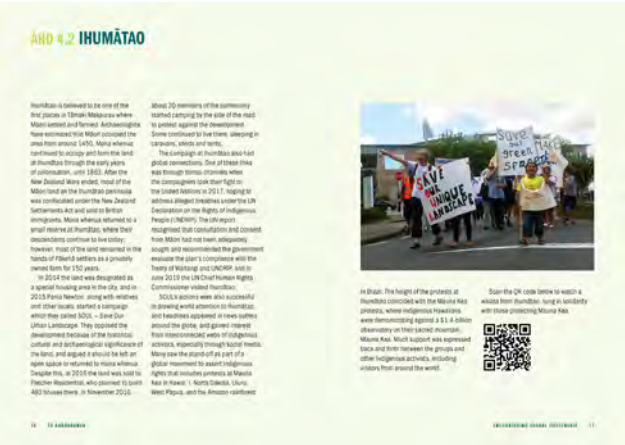 ĀHO 4.2 IHUMĀTAO
Ihumātao is believed to be one of the
first places in Tāmaki Makaurau where
Māori settled and farmed. Archaeologists
have estimated that Māori occupied the
area from around 1450. Mana whenua
continued to occupy and farm the land
at Ihumātao through the early years
of colonisation, until 1863. After the
New Zealand Wars ended, most of the
Māori land on the Ihumātao peninsula
was confiscated under the New Zealand
Settlements Act and sold to British
immigrants. Mana whenua returned to a
small reserve at Ihumātao, where their
descendents continue to live today;
however, most of the land remained in the
hands of Pākehā settlers as a privately
owned farm for 150 years.
In 2014 the land was designated as
a special housing area in the city, and in
2015 Pania Newton, along with relatives
and other locals, started a campaign
which they called SOUL – Save Our
Urban Landscape. They opposed the
development because of the historical,
cultural and archaeological significance of
the land, and argued it should be left an
open space or returned to mana whenua.
Despite this, in 2016 the land was sold to
Fletcher Residential, who planned to build
480 houses there. In November 2016,
about 20 members of the community
started camping by the side of the road
to protest against the development.
Some continued to live there, sleeping in
caravans, sheds and tents.
The campaign at Ihumātao also had
global connections. One of these links
was through formal channels when
the campaigners took their fight to
the United Nations in 2017, hoping to
address alleged breaches under the UN
Declaration on the Rights of Indigenous
People (UNDRIP). The UN report
recognised that consultation and consent
from Māori had not been adequately
sought and recommended the government
evaluate the plan's compliance with the
Treaty of Waitangi and UNDRIP, and in
June 2019 the UN Chief Human Rights
Commissioner visited Ihumātao.
SOUL's actions were also successful
in growing world attention to Ihumātao,
and headlines appeared in news outlets
around the globe, and gained interest
from interconnected webs of indigenous
activists, especially through social media.
Many saw the stand-off as part of a
global movement to assert indigenous
rights that includes protests at Mauna
Kea in Hawai'i, North Dakota, Uluru,
West Papua, and the Amazon rainforest
SAVE
OUR
UNIQUE
LANDSCAPE
Save
our
green
SPACES
in Brazil. The height of the protests at
Ihumātao coincided with the Mauna Kea
protests, where indigenous Hawaiians
were demonstrating against a $1.4 billion
observatory on their sacred mountain,
Mauna Kea. Much support was expressed
back and forth between the groups and
other indigenous activists, including
visitors from around the world.
Scan the QR code below to watch a
waiata from Ihumātao, sung in solidarity
with those protecting Mauna Kea.